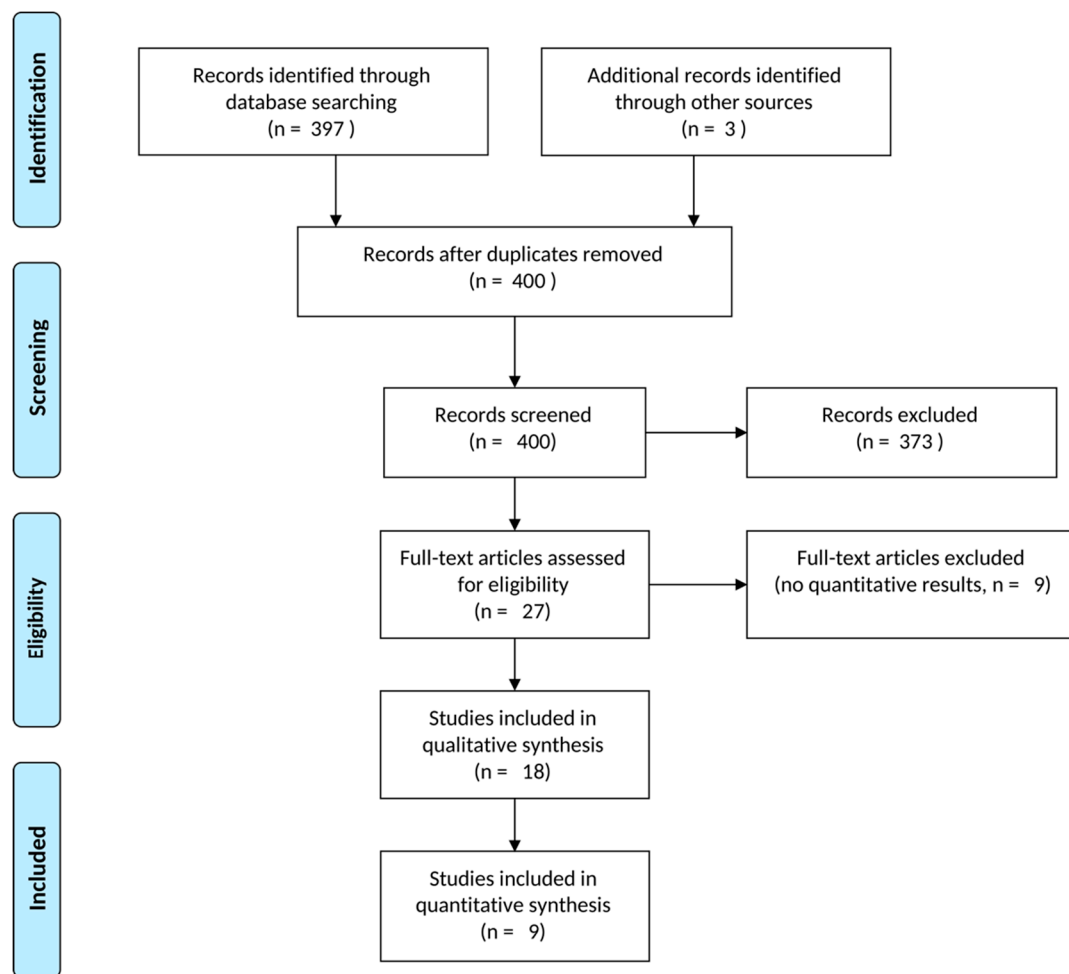 Identification
Records identified through
database searching
(n = 397 )
Additional records identified
through other sources
(n = 3 )
Records after duplicates removed
(n = 400 )
Screening
Records screened
(n = 400)
Records excluded
(n = 373 )
Eligibility
Full-text articles assessed
for eligibility
(n = 27)
Full-text articles excluded
(no quantitative results, n = 9)
Studies included in
qualitative synthesis
(n = 18)
Included
Studies included in
quantitative synthesis
(n = 9)